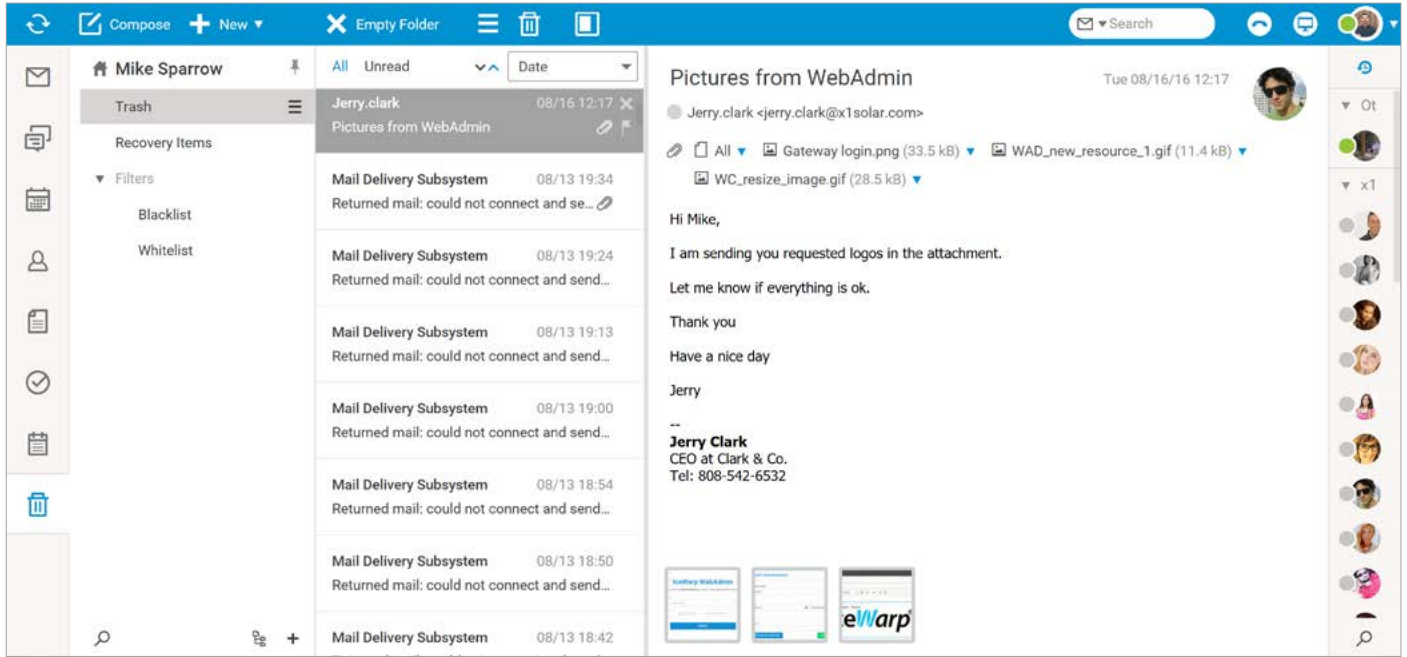 Compose New Empty Folder Search
Mike Sparrow
Trash
Recovery Items
Filters
Blacklist
Whitelist
All Unread Date
Jerry.clark 08/16 12:17
Pictures from WebAdmin
Mail Delivery Subsystem 08/13 19:34
Returned mail: could not connect and se...
Mail Delivery Subsystem 08/13 19:24
Returned mail: could not connect and send...
Mail Delivery Subsystem 08/13 19:13
Returned mail: could not connect and send...
Mail Delivery Subsystem 08/13 19:00
Returned mail: could not connect and send...
Mail Delivery Subsystem 08/13 18:54
Returned mail: could not connect and send...
Mail Delivery Subsystem 08/13 18:50
Returned mail: could not connect and send...
Mail Delivery Subsystem 08/13 18:42
Pictures from WebAdmin Tue 08/16/16 12:17
Jerry.clark <jerry.clark@x1solar.com>
All Gateway login.png (33.5 kB) WAD_new_resource_1.gif (11.4 kB)
WC_resize_image.gif (28.5 kB)
Hi Mike,
I am sending you requested logos in the attachment.
Let me know if everything is ok.
Thank you
Have a nice day
Jerry
--
Jerry Clark
CEO at Clark & Co.
Tel: 808-542-6532
IceWarp WebAdmin
eWarp
Ot
x1